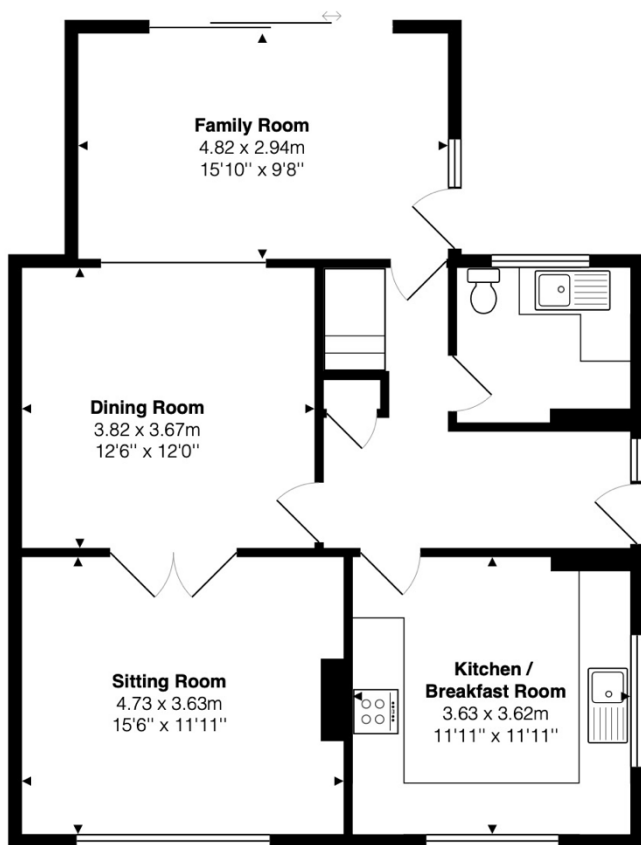 Family Room
4.82 x 2.94m
15'10'' x 9'8''
Dining Room
3.82 x 3.67m
12'6'' x 12'0''
Sitting Room
4.73 x 3.63m
15'6'' x 11'11''
Kitchen /
Breakfast Room
3.63 x 3.62m
11'11'' x 11'11''